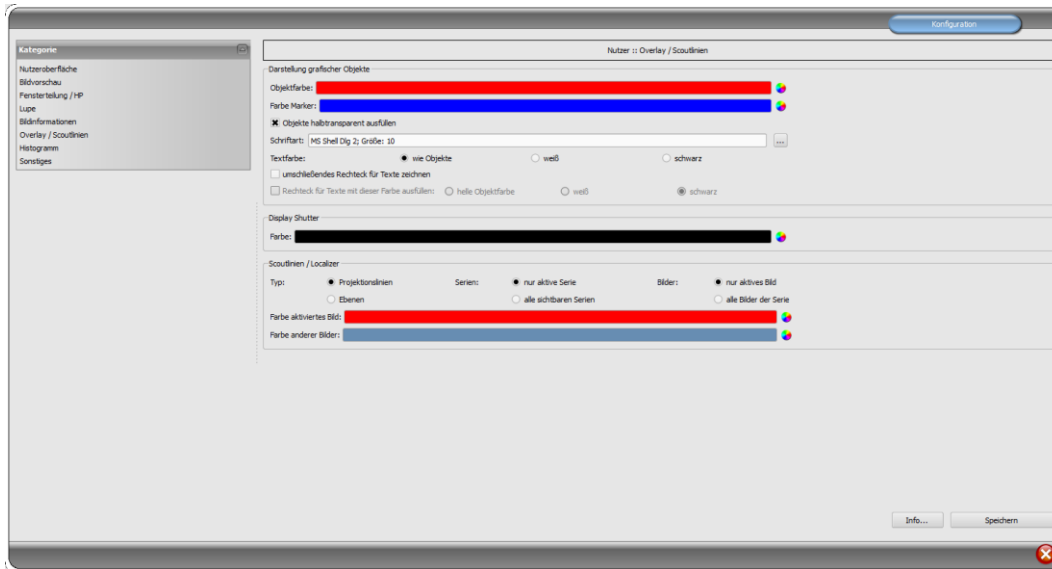 Konfiguration
Kategorie
Nutzeroberfläche
Bildvorschau
Fensterteilung / HP
Lupe
Bildinformationen
Overlay / Scoutlinien
Histogramm
Sonstiges
Nutzer :: Overlay / Scoutlinien
Darstellung grafischer Objekte
Objektfarbe:
Farbe Marker:
Objekte halbtransparent ausfüllen
Schriftart: MS Shell Dlg 2; Größe: 10 ...
Textfarbe: wie Objekte weiß schwarz
umschließendes Rechteck für Texte zeichnen
Rechteck für Texte mit dieser Farbe ausfüllen: helle Objektfarbe weiß schwarz
Display Shutter
Farbe:
Scoutlinien / Localizer
Typ: Projektionslinien Serien: nur aktive Serie Bilder: nur aktives Bild
Ebenen alle sichtbaren Serien alle Bilder der Serie
Farbe aktiviertes Bild:
Farbe anderer Bilder:
Info... Speichern